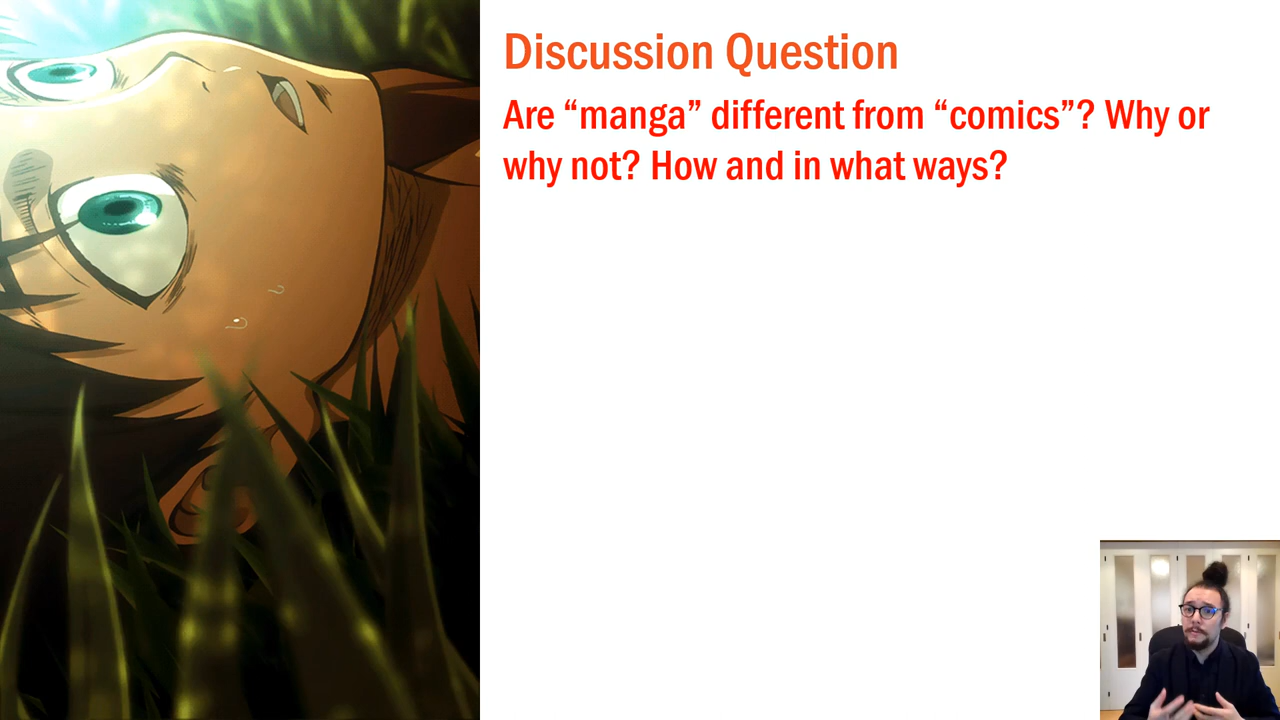 Discussion Question
Are “manga” different from “comics”? Why or
why not? How and in what ways?